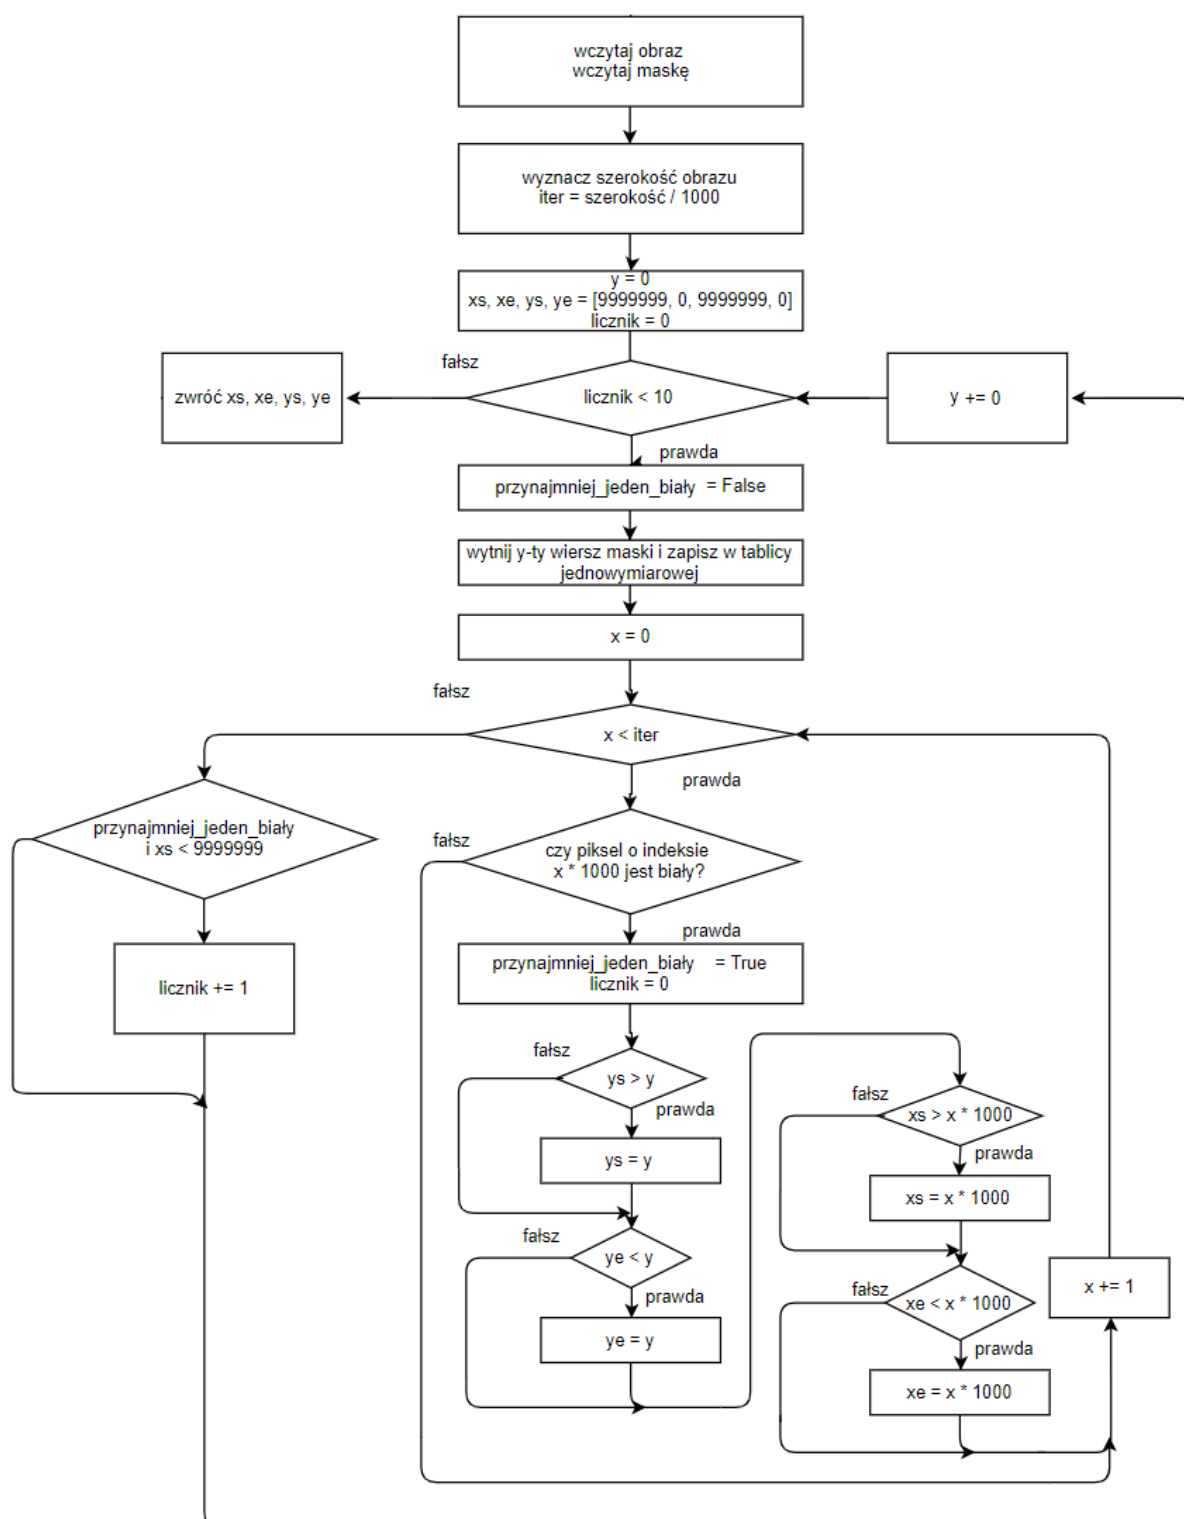 wczytaj obraz
wczytaj maskę
wyznacz szerokość obrazu
iter = szerokość / 1000
y = 0
xs, xe, ys, ye = [9999999, 0, 9999999, 0]
licznik = 0
fałsz
zwróć xs, xe, ys, ye
licznik < 10
y += 0
prawda
przynajmniej_jeden_biały = False
wytnij y-ty wiersz maski i zapisz w tablicy
jednowymiarowej
x = 0
fałsz
x < iter
prawda
przynajmniej_jeden_biały
i xs < 9999999
fałsz
czy piksel o indeksie
x * 1000 jest biały?
prawda
przynajmniej_jeden_biały = True
licznik = 0
licznik += 1
fałsz
ys > y
prawda
ys = y
fałsz
ye < y
prawda
ye = y
fałsz
xs > x * 1000
prawda
xs = x * 1000
fałsz
xe < x * 1000
prawda
xe = x * 1000
x += 1